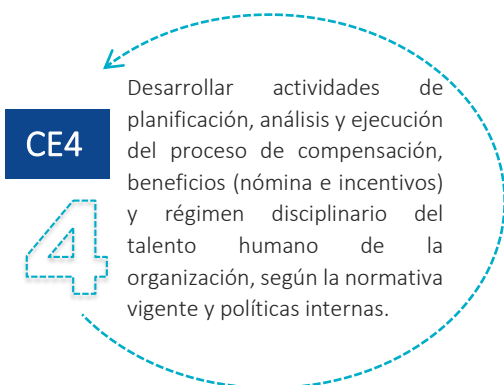 CE4
4
Desarrollar actividades de
planificación, análisis y ejecución
del proceso de compensación,
beneficios (nómina e incentivos)
y régimen disciplinario del
talento humano de la
organización, según la normativa
vigente y políticas internas.